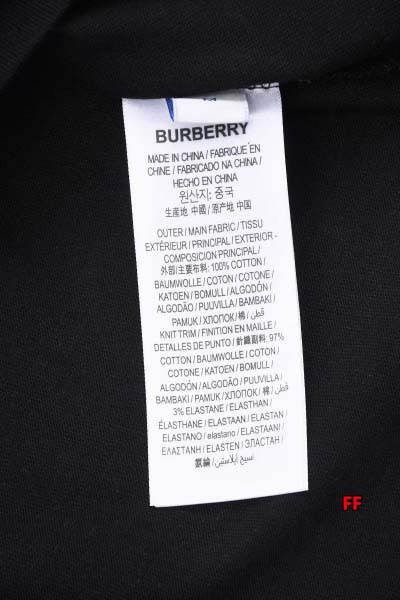 BURBERRY
MADE IN CHINA / FABRIQUE EN
CHINE / FABRICADO NA CHINA /
HECHO EN CHINA
원산지: 중국
生産地 中國 / 原产地 中国
OUTER / MAIN FABRIC / TISSU
EXTÉRIEUR / PRINCIPAL / EXTERIOR -
COMPOSICION PRINCIPAL /
外部 / 主要布料: 100% COTTON /
BAUMWOLLE / COTON / COTONE /
KATOEN / BOMULL / ALGODÓN /
ALGODÃO / PUUVILLA / BAMBAKI /
PAMUK / ХЛОПОК / 棉 / قطن
KNIT TRIM / FINITION EN MAILLE /
DETALLES DE PUNTO / 針織副料: 97%
COTTON / BAUMWOLLE / COTON /
COTONE / KATOEN / BOMULL /
ALGODÓN / ALGODÃO / PUUVILLA /
BAMBAKI / PAMUK / ХЛОПОК / 棉 / قطن
3% ELASTANE / ELASTHAN /
ÉLASTHANE / ELASTAAN / ELASTAN /
ELASTANO / elastano / ELASTAANI /
ΕΛΑΣΤΑΝΗ / ELASTEN / ЭЛАСТАН /
氨綸 / أنسيج إيلاستين
FF